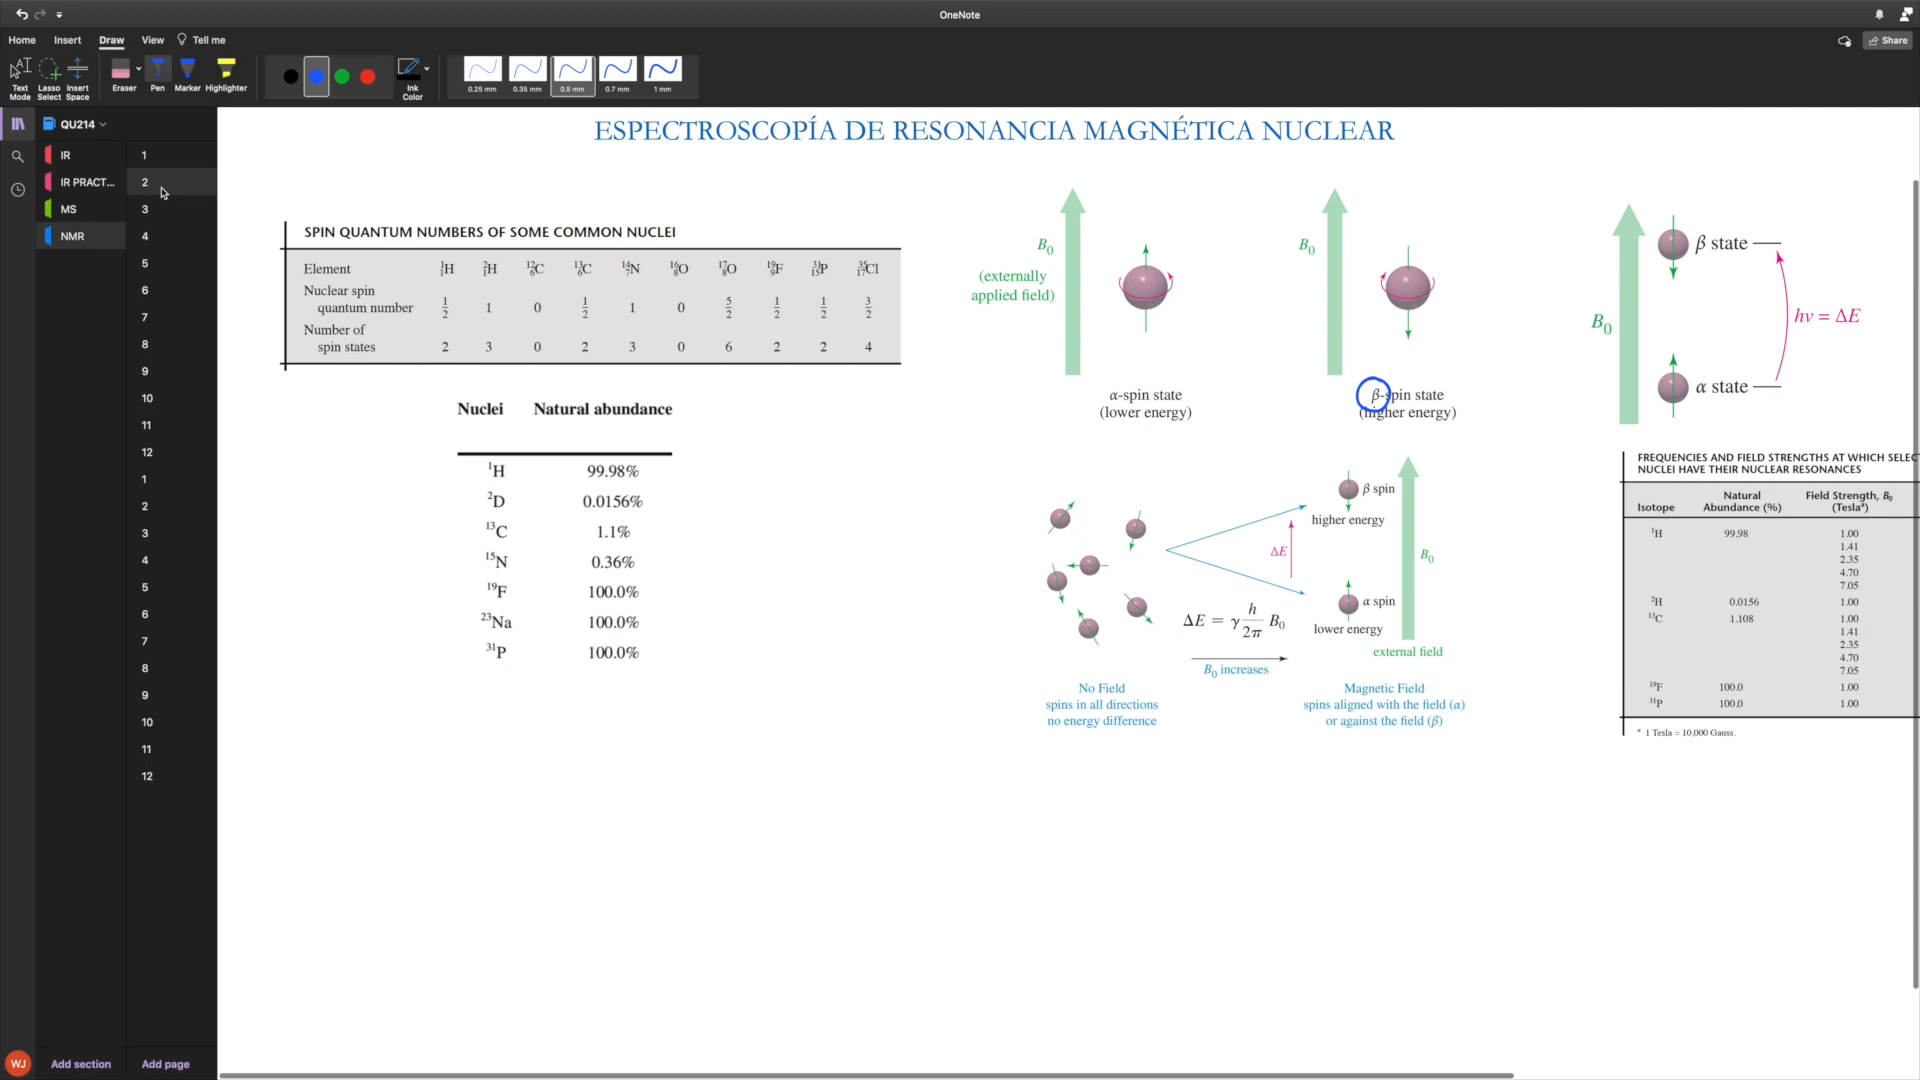 OneNote
Home Insert Draw View Tell me
Share
Text Mode
Lasso Select
Insert Space
Eraser
Pen
Marker
Highlighter
Ink Color
0.25 mm
0.35 mm
0.5 mm
0.7 mm
1 mm
QU214
IR
IR PRACT...
MS
NMR
1
2
3
4
5
6
7
8
9
10
11
12
1
2
3
4
5
6
7
8
9
10
11
12
WJ
Add section
Add page
ESPECTROSCOPÍA DE RESONANCIA MAGNÉTICA NUCLEAR
SPIN QUANTUM NUMBERS OF SOME COMMON NUCLEI
Element ¹₁H ²₁H ¹²₆C ¹³₆C ¹⁴₇N ¹⁶₈O ¹⁷₈O ¹⁹₉F ³¹₁₅P ³⁵₁₇Cl
Nuclear spin
quantum number 1/2 1 0 1/2 1 0 5/2 1/2 1/2 3/2
Number of
spin states 2 3 0 2 3 0 6 2 2 4
Nuclei Natural abundance
¹H 99.98%
²D 0.0156%
¹³C 1.1%
¹⁵N 0.36%
¹⁹F 100.0%
²³Na 100.0%
³¹P 100.0%
B₀
(externally
applied field)
α-spin state
(lower energy)
B₀
β-spin state
(higher energy)
β state
B₀
hν = ΔE
α state
β spin
higher energy
ΔE
B₀
α spin
lower energy
ΔE = γ h/2π B₀
B₀ increases
external field
No Field
spins in all directions
no energy difference
Magnetic Field
spins aligned with the field (α)
or against the field (β)
FREQUENCIES AND FIELD STRENGTHS AT WHICH SELEC
NUCLEI HAVE THEIR NUCLEAR RESONANCES
Isotope Natural Abundance (%) Field Strength, B₀ (Teslaᵃ)
¹H 99.98 1.00
1.41
2.35
4.70
7.05
²H 0.0156 1.00
¹³C 1.108 1.00
1.41
2.35
4.70
7.05
¹⁹F 100.0 1.00
³¹P 100.0 1.00
ᵃ 1 Tesla = 10,000 Gauss.